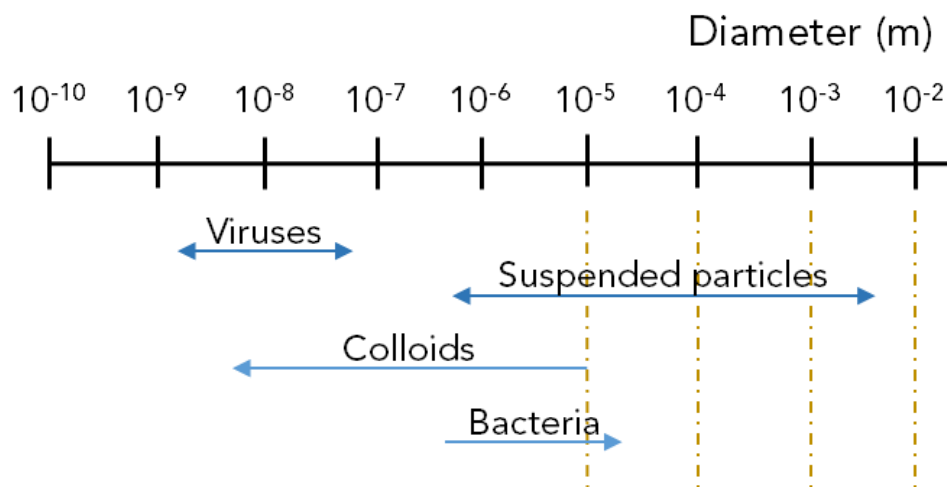 Diameter (m)
10⁻¹⁰ 10⁻⁹ 10⁻⁸ 10⁻⁷ 10⁻⁶ 10⁻⁵ 10⁻⁴ 10⁻³ 10⁻²
Viruses
Suspended particles
Colloids
Bacteria